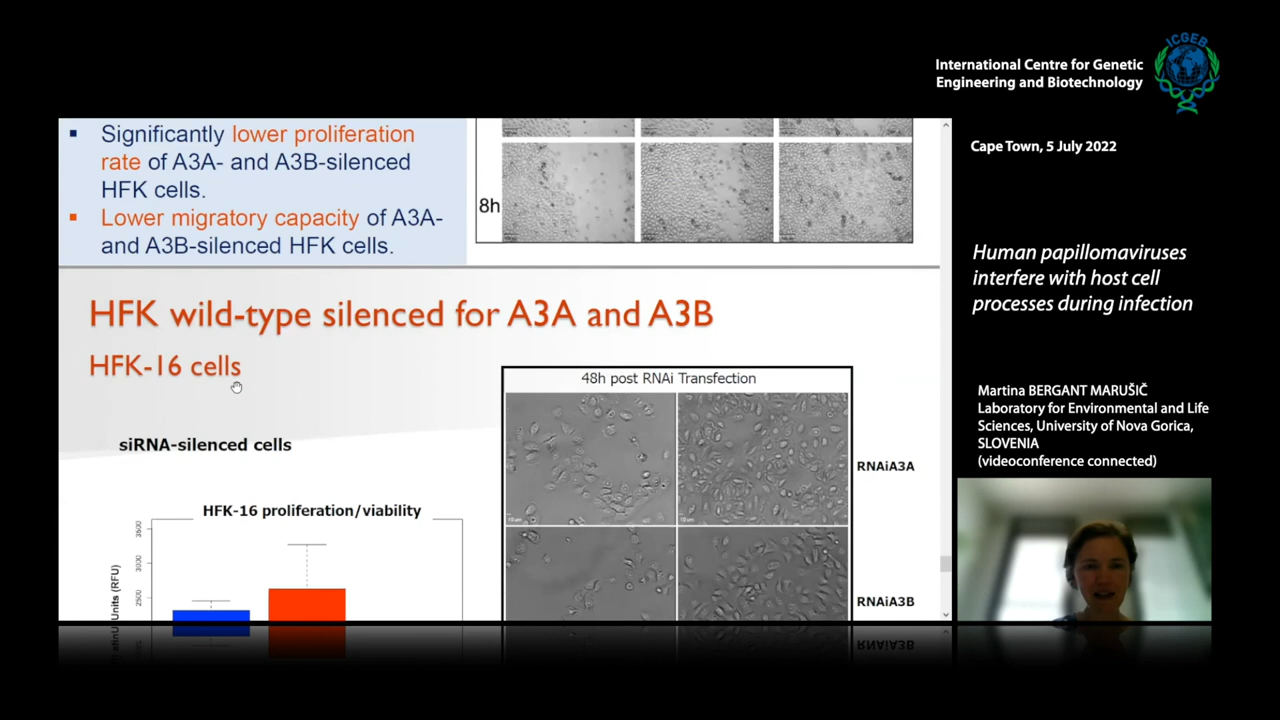 ICGEB
International Centre for Genetic
Engineering and Biotechnology
Cape Town, 5 July 2022
Human papillomaviruses
interfere with host cell
processes during infection
Martina BERGANT MARUŠIČ
Laboratory for Environmental and Life
Sciences, University of Nova Gorica,
SLOVENIA
(videoconference connected)
▪ Significantly lower proliferation
rate of A3A- and A3B-silenced
HFK cells.
▪ Lower migratory capacity of A3A-
and A3B-silenced HFK cells.
8h
HFK wild-type silenced for A3A and A3B
HFK-16 cells
siRNA-silenced cells
HFK-16 proliferation/viability
3500
3000
2500
Units (RFU)
48h post RNAi Transfection
RNAiA3A
RNAiA3B